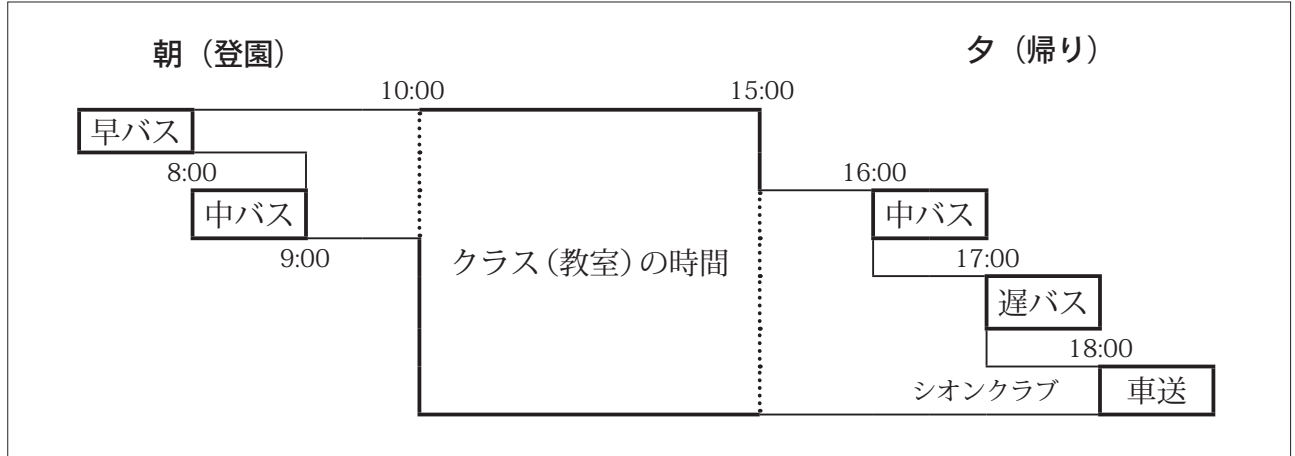 朝（登園）
夕（帰り）
10:00
15:00
早バス
8:00
16:00
中バス
中バス
9:00
クラス（教室）の時間
17:00
遅バス
18:00
シオンクラブ
車送